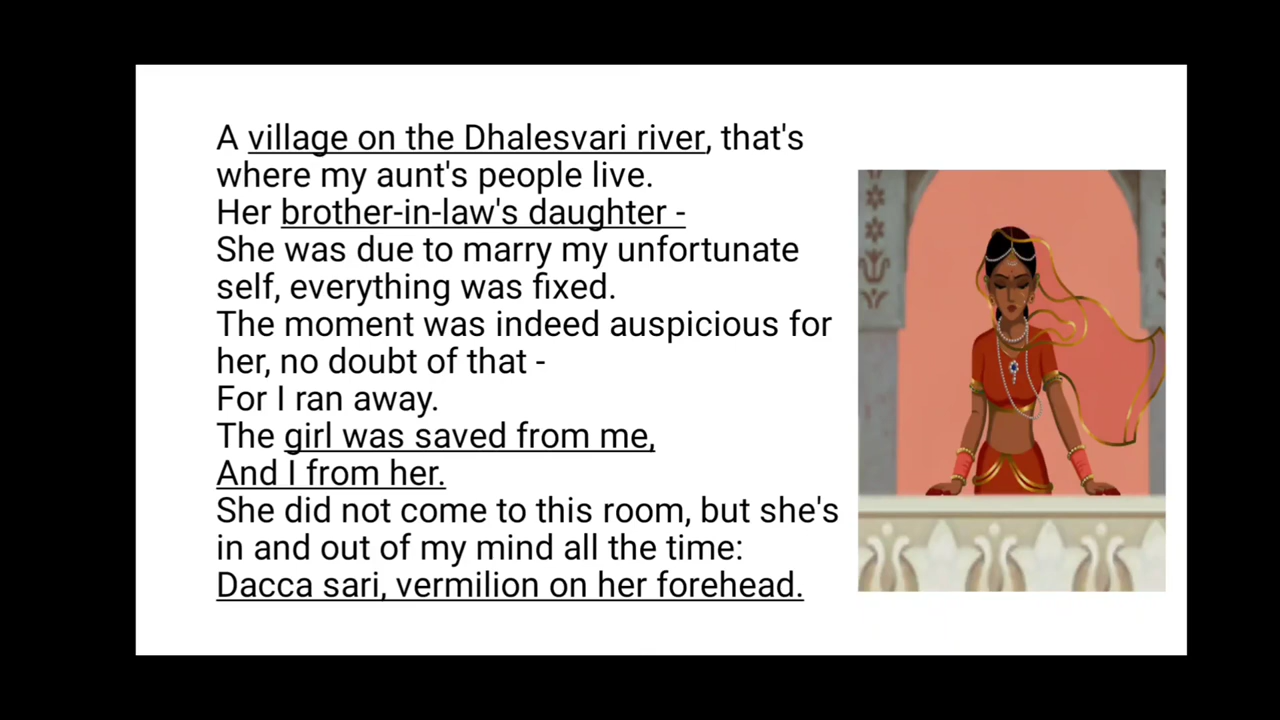 A village on the Dhalesvari river, that's
where my aunt's people live.
Her brother-in-law's daughter -
She was due to marry my unfortunate
self, everything was fixed.
The moment was indeed auspicious for
her, no doubt of that -
For I ran away.
The girl was saved from me,
And I from her.
She did not come to this room, but she's
in and out of my mind all the time:
Dacca sari, vermilion on her forehead.